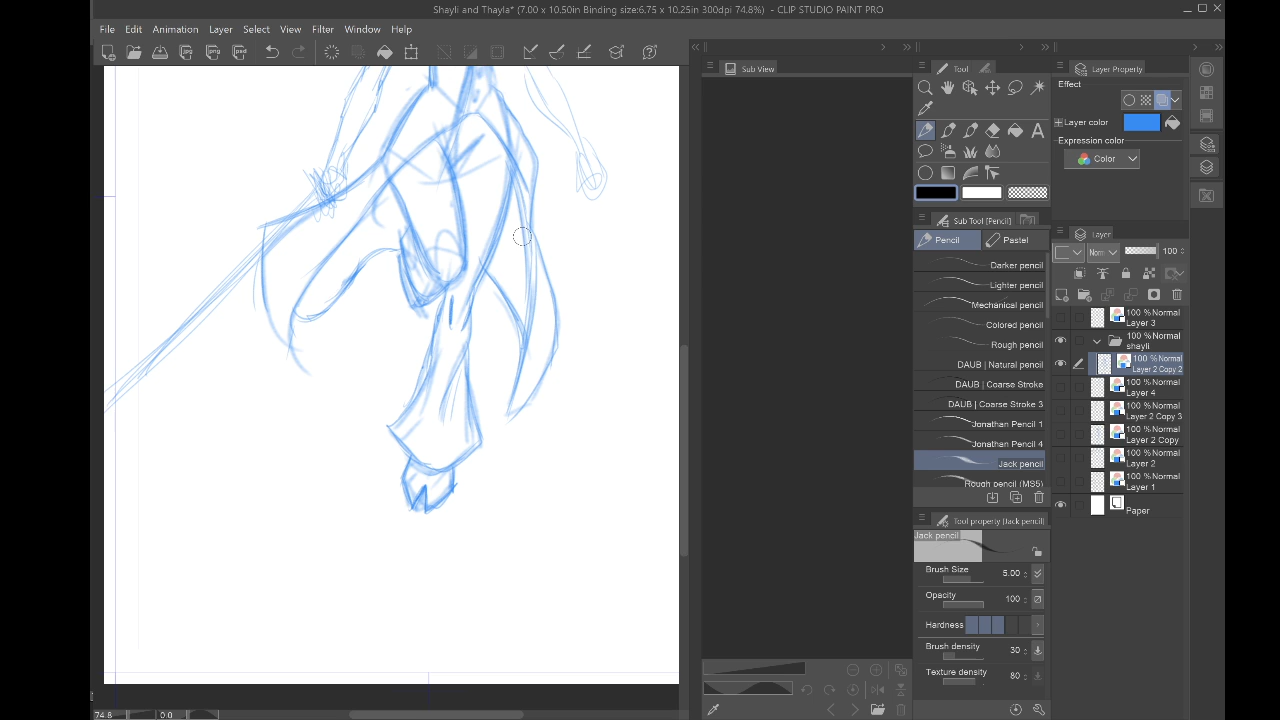 Shayli and Thayla* (7.00 x 10.50in Binding size:6.75 x 10.25in 300dpi 74.8%) - CLIP STUDIO PAINT PRO
File Edit Animation Layer Select View Filter Window Help
Sub View
Tool
Layer Property
Effect
Layer color
Expression color
Color
Sub Tool [Pencil]
Pencil Pastel
Darker pencil
Lighter pencil
Mechanical pencil
Colored pencil
Rough pencil
DAUB | Natural pencil
DAUB | Coarse Stroke
DAUB | Coarse Stroke 3
Jonathan Pencil 1
Jonathan Pencil 4
Jack pencil
Rough pencil (MS5)
Layer
Norm 100
100 %Normal
Layer 3
100 %Normal
shayli
100 %Normal
Layer 2 Copy 2
100 %Normal
Layer 4
100 %Normal
Layer 2 Copy 3
100 %Normal
Layer 2 Copy
100 %Normal
Layer 2
100 %Normal
Layer 1
Paper
Tool property [Jack pencil]
Jack pencil
Brush Size 5.00
Opacity 100
Hardness
Brush density 30
Texture density 80
74.8 0.0